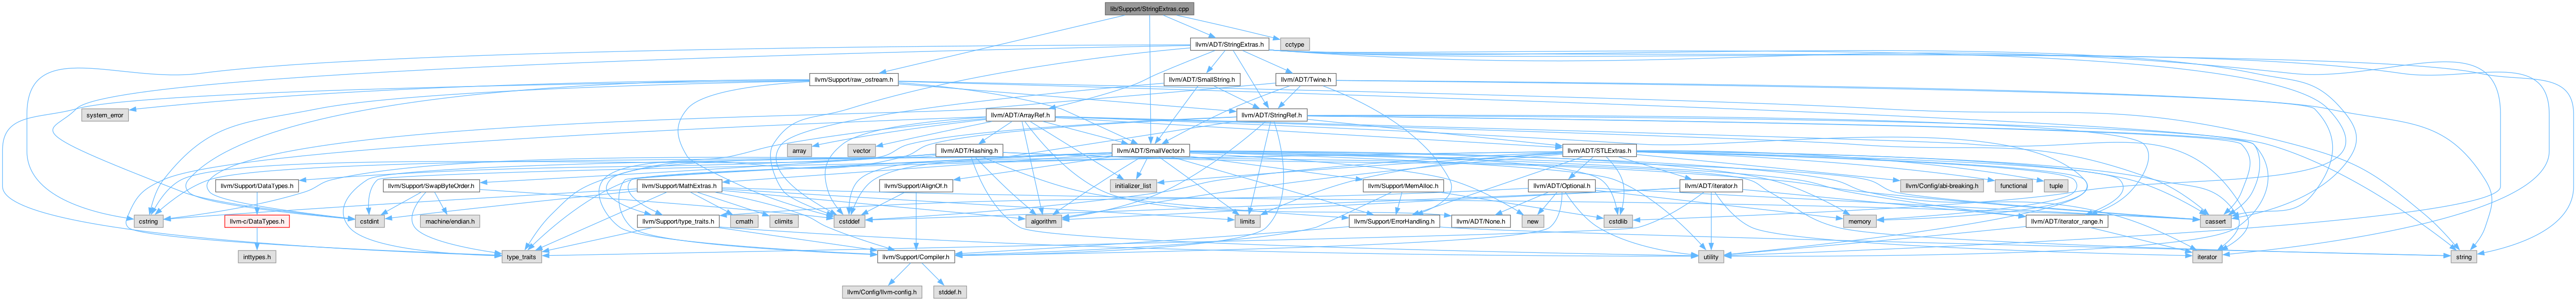 lib/Support/StringExtras.cpp
llvm/ADT/StringExtras.h
cctype
llvm/Support/raw_ostream.h
llvm/ADT/SmallString.h
llvm/ADT/Twine.h
system_error
llvm/ADT/ArrayRef.h
llvm/ADT/StringRef.h
array
vector
llvm/ADT/Hashing.h
llvm/ADT/SmallVector.h
llvm/ADT/STLExtras.h
llvm/Support/DataTypes.h
llvm/Support/SwapByteOrder.h
llvm/Support/MathExtras.h
llvm/Support/AlignOf.h
initializer_list
llvm/Support/MemAlloc.h
llvm/ADT/Optional.h
llvm/ADT/iterator.h
llvm/Config/abi-breaking.h
functional
tuple
cstring
llvm-c/DataTypes.h
cstdint
machine/endian.h
llvm/Support/type_traits.h
cmath
climits
cstddef
algorithm
limits
llvm/Support/ErrorHandling.h
llvm/ADT/None.h
new
cstdlib
memory
llvm/ADT/iterator_range.h
cassert
inttypes.h
type_traits
llvm/Support/Compiler.h
utility
iterator
string
llvm/Config/llvm-config.h
stddef.h